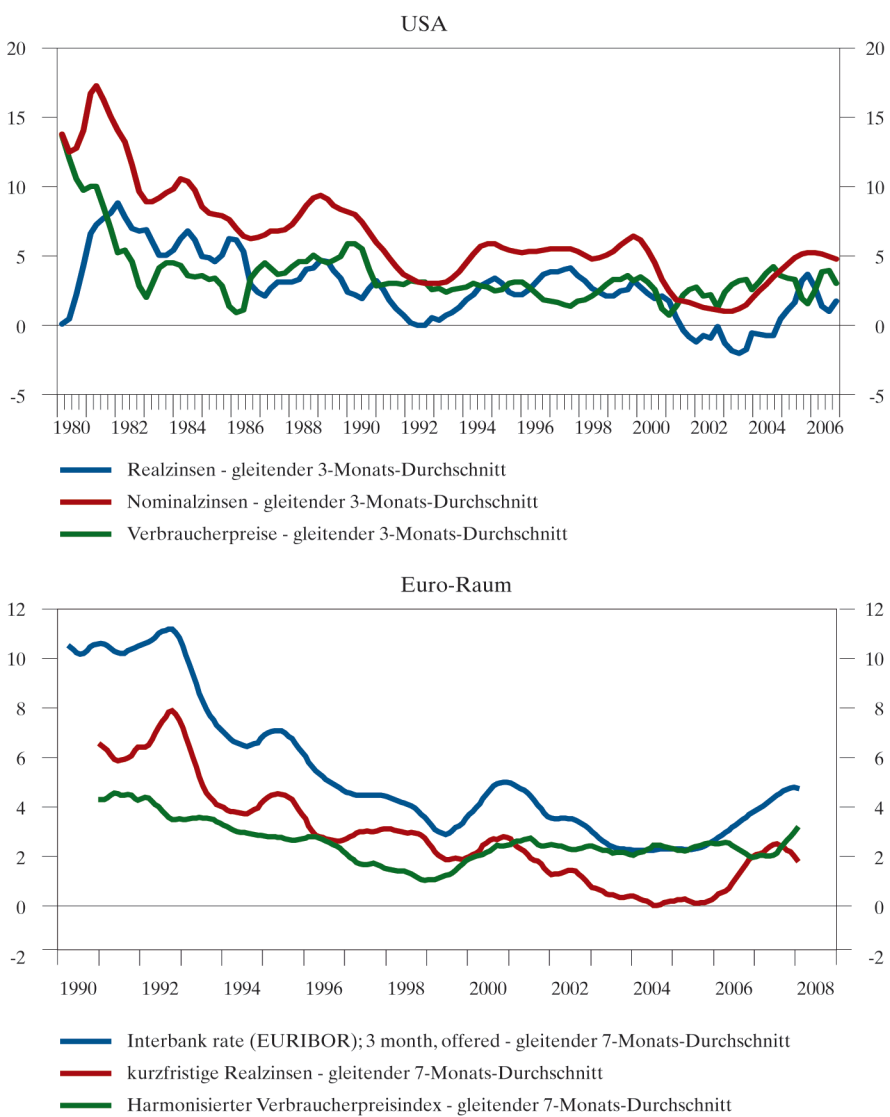 USA
20 20
15 15
10 10
5 5
0 0
-5 -5
1980 1982 1984 1986 1988 1990 1992 1994 1996 1998 2000 2002 2004 2006
Realzinsen - gleitender 3-Monats-Durchschnitt
Nominalzinsen - gleitender 3-Monats-Durchschnitt
Verbraucherpreise - gleitender 3-Monats-Durchschnitt
Euro-Raum
12 12
10 10
8 8
6 6
4 4
2 2
0 0
-2 -2
1990 1992 1994 1996 1998 2000 2002 2004 2006 2008
Interbank rate (EURIBOR); 3 month, offered - gleitender 7-Monats-Durchschnitt
kurzfristige Realzinsen - gleitender 7-Monats-Durchschnitt
Harmonisierter Verbraucherpreisindex - gleitender 7-Monats-Durchschnitt